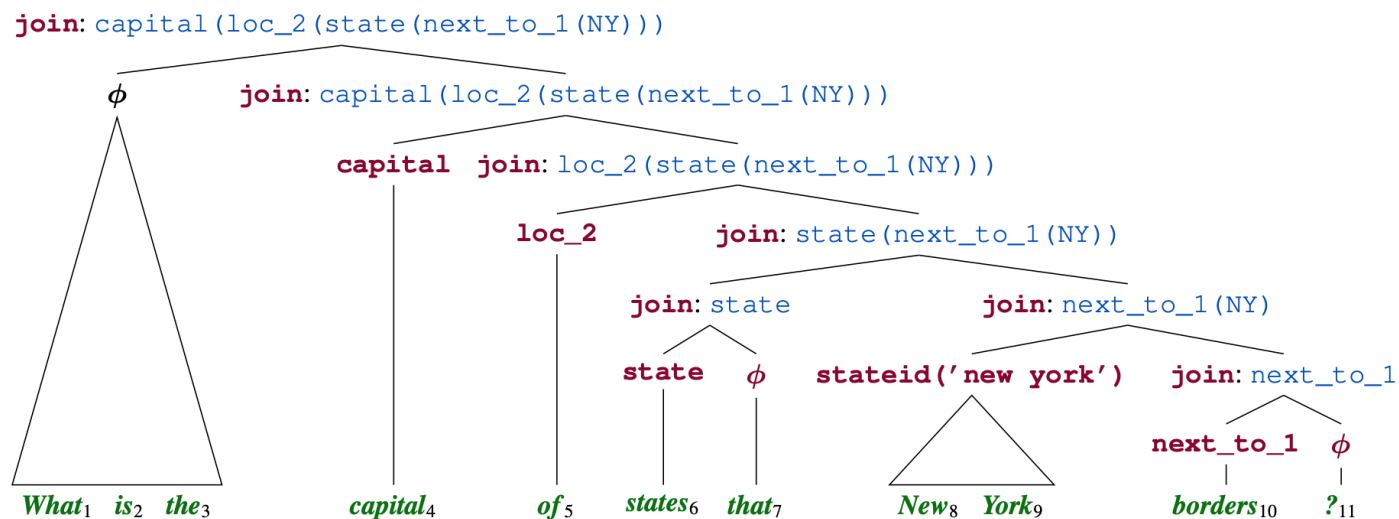 join: capital(loc_2(state(next_to_1(NY)))
ϕ join: capital(loc_2(state(next_to_1(NY)))
capital join: loc_2(state(next_to_1(NY)))
loc_2 join: state(next_to_1(NY))
join: state join: next_to_1(NY)
state ϕ stateid('new york') join: next_to_1
next_to_1 ϕ
What₁ is₂ the₃ capital₄ of₅ states₆ that₇ New₈ York₉ borders₁₀ ?₁₁